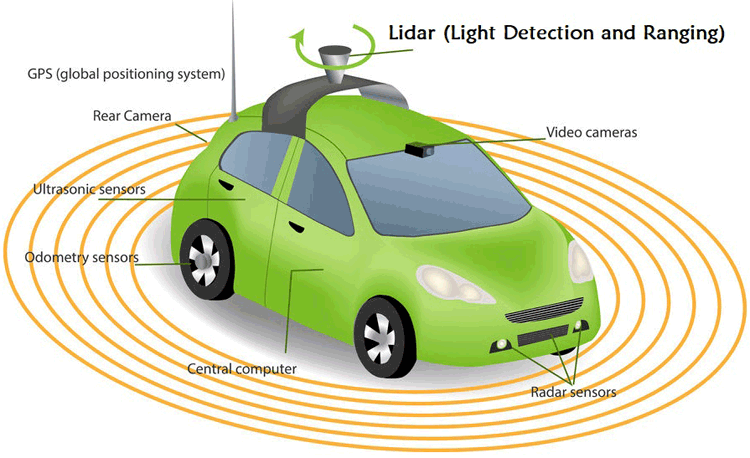 Lidar (Light Detection and Ranging)
GPS (global positioning system)
Rear Camera
Video cameras
Ultrasonic sensors
Odometry sensors
Central computer
Radar sensors